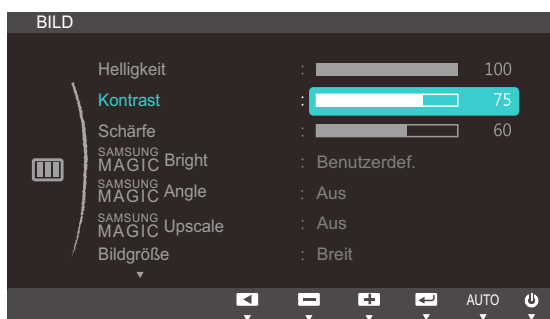 BILD
Helligkeit : 100
Kontrast : 75
Schärfe : 60
SAMSUNG MAGIC Bright : Benutzerdef.
SAMSUNG MAGIC Angle : Aus
SAMSUNG MAGIC Upscale : Aus
Bildgröße : Breit
AUTO